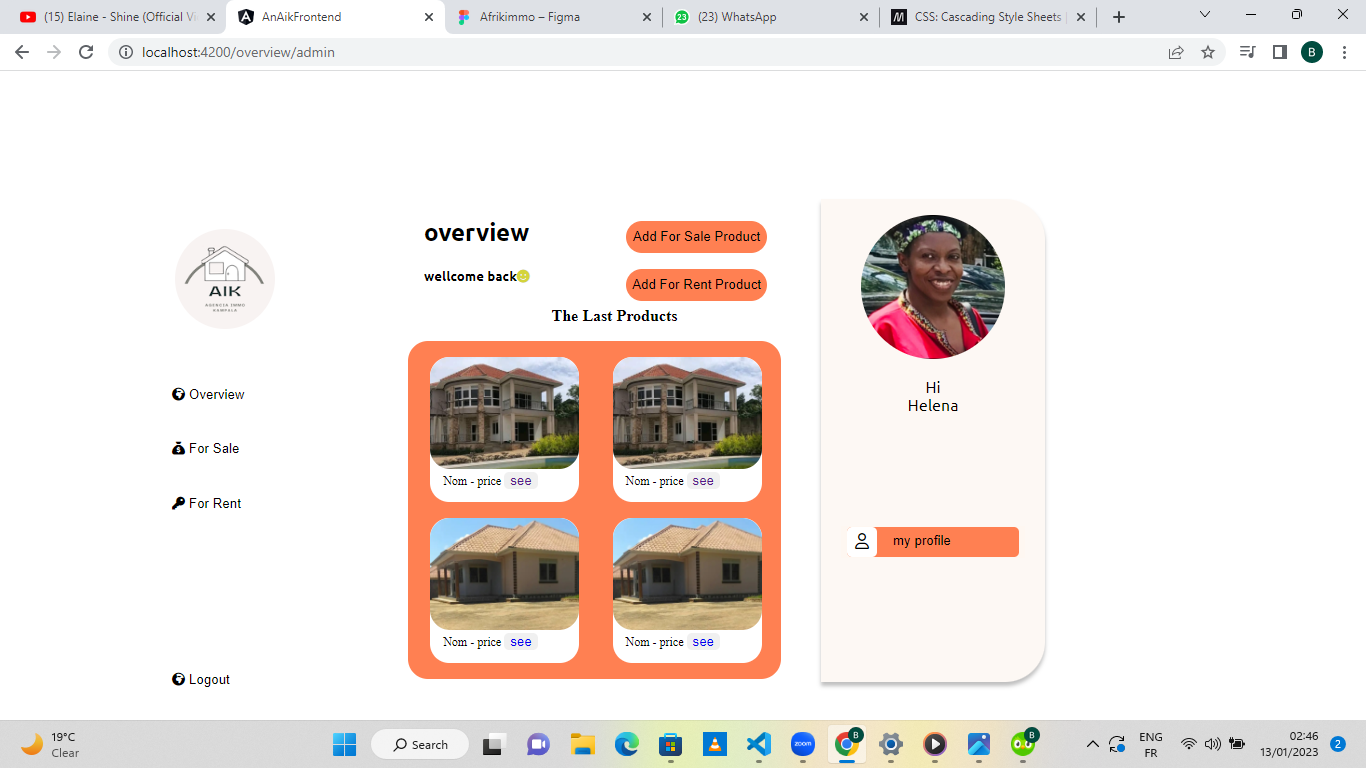 (15) Elaine - Shine (Official Vi
AnAikFrontend
Afrikimmo – Figma
(23) WhatsApp
CSS: Cascading Style Sheets |
localhost:4200/overview/admin
B
AIK
AGENCIA IMMO
KAMPALA
Overview
For Sale
For Rent
Logout
overview
wellcome back
Add For Sale Product
Add For Rent Product
The Last Products
Nom - price see
Nom - price see
Nom - price see
Nom - price see
Hi
Helena
my profile
19°C
Clear
Search
zoom
B
B
ENG
FR
02:46
13/01/2023
2